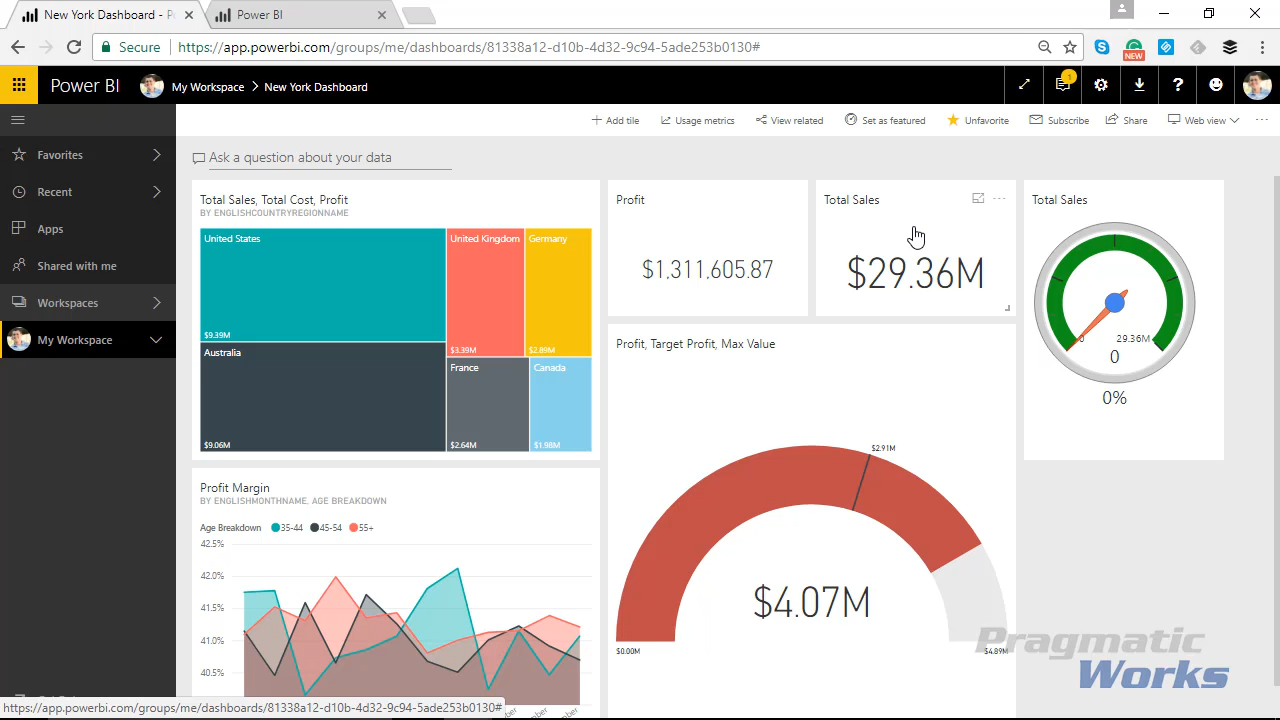 New York Dashboard - P
Power BI
Secure
https://app.powerbi.com/groups/me/dashboards/81338a12-d10b-4d32-9c94-5ade253b0130#
NEW
Power BI
My Workspace > New York Dashboard
1
Add tile
Usage metrics
View related
Set as featured
Unfavorite
Subscribe
Share
Web view
Favorites
Recent
Apps
Shared with me
Workspaces
My Workspace
Ask a question about your data
Total Sales, Total Cost, Profit
BY ENGLISHCOUNTRYREGIONNAME
United States
$9.39M
Australia
$9.06M
United Kingdom
$3.39M
Germany
$2.89M
France
$2.64M
Canada
$1.98M
Profit
$1,311,605.87
Total Sales
$29.36M
Total Sales
0
29.36M
0
0%
Profit, Target Profit, Max Value
$2.91M
$4.07M
$0.00M
$4.89M
Profit Margin
BY ENGLISHMONTHNAME, AGE BREAKDOWN
Age Breakdown 35-44 45-54 55+
42.5%
42.0%
41.5%
41.0%
40.5%
Pragmatic
Works
https://app.powerbi.com/groups/me/dashboards/81338a12-d10b-4d32-9c94-5ade253b0130#